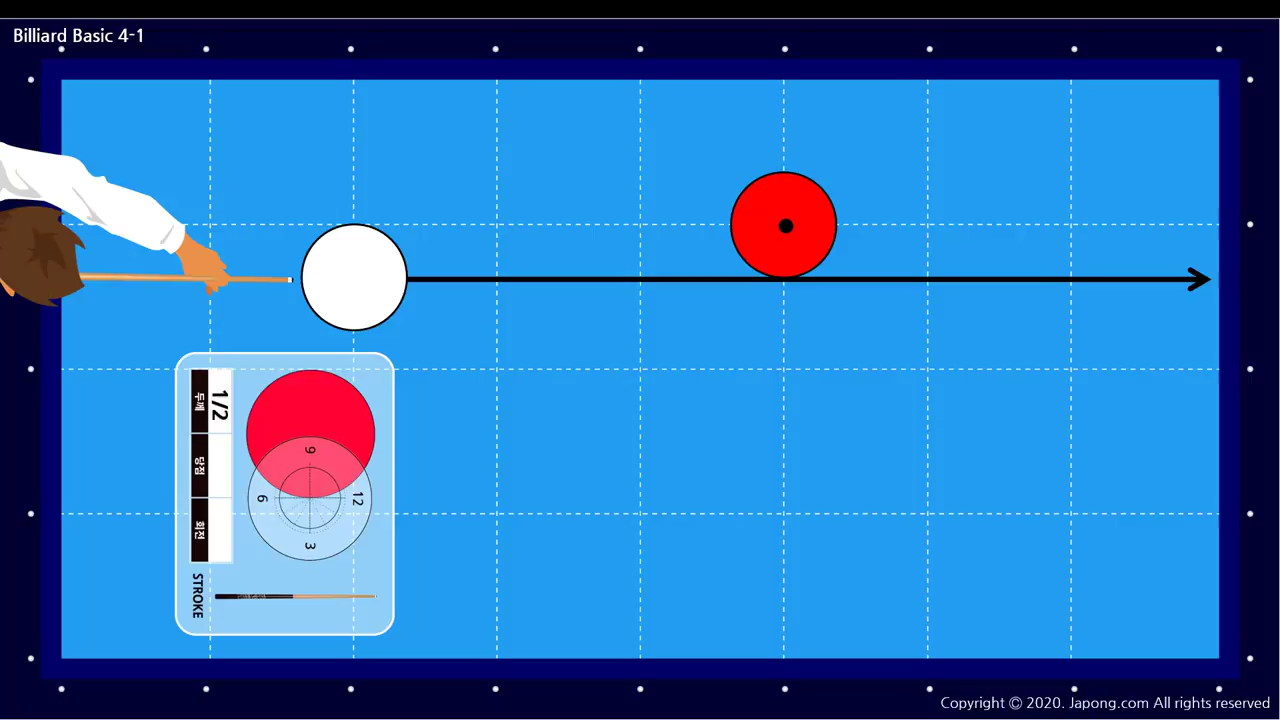 Billiard Basic 4-1
1/2
두께
당점
회전
9
6
12
3
STROKE
Copyright © 2020. Japong.com All rights reserved